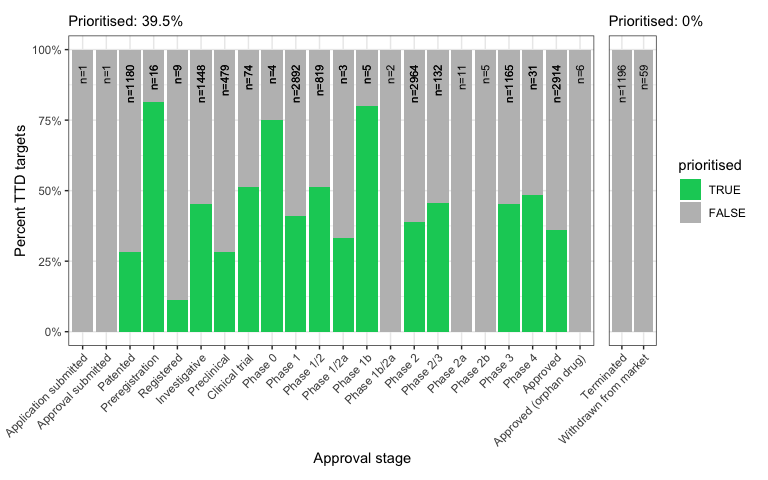 Prioritised: 39.5%
Prioritised: 0%
Percent TTD targets
100%
75%
50%
25%
0%
n=1
n=1
n=1180
n=16
n=9
n=1448
n=479
n=74
n=4
n=2892
n=819
n=3
n=5
n=2
n=2964
n=132
n=11
n=5
n=1165
n=31
n=2914
n=6
n=1196
n=59
prioritised
TRUE
FALSE
Application submitted
Approval submitted
Patented
Preregistration
Registered
Investigative
Preclinical
Clinical trial
Phase 0
Phase 1
Phase 1/2
Phase 1/2a
Phase 1b
Phase 1b/2a
Phase 2
Phase 2/3
Phase 2a
Phase 2b
Phase 3
Phase 4
Approved
Approved (orphan drug)
Terminated
Withdrawn from market
Approval stage